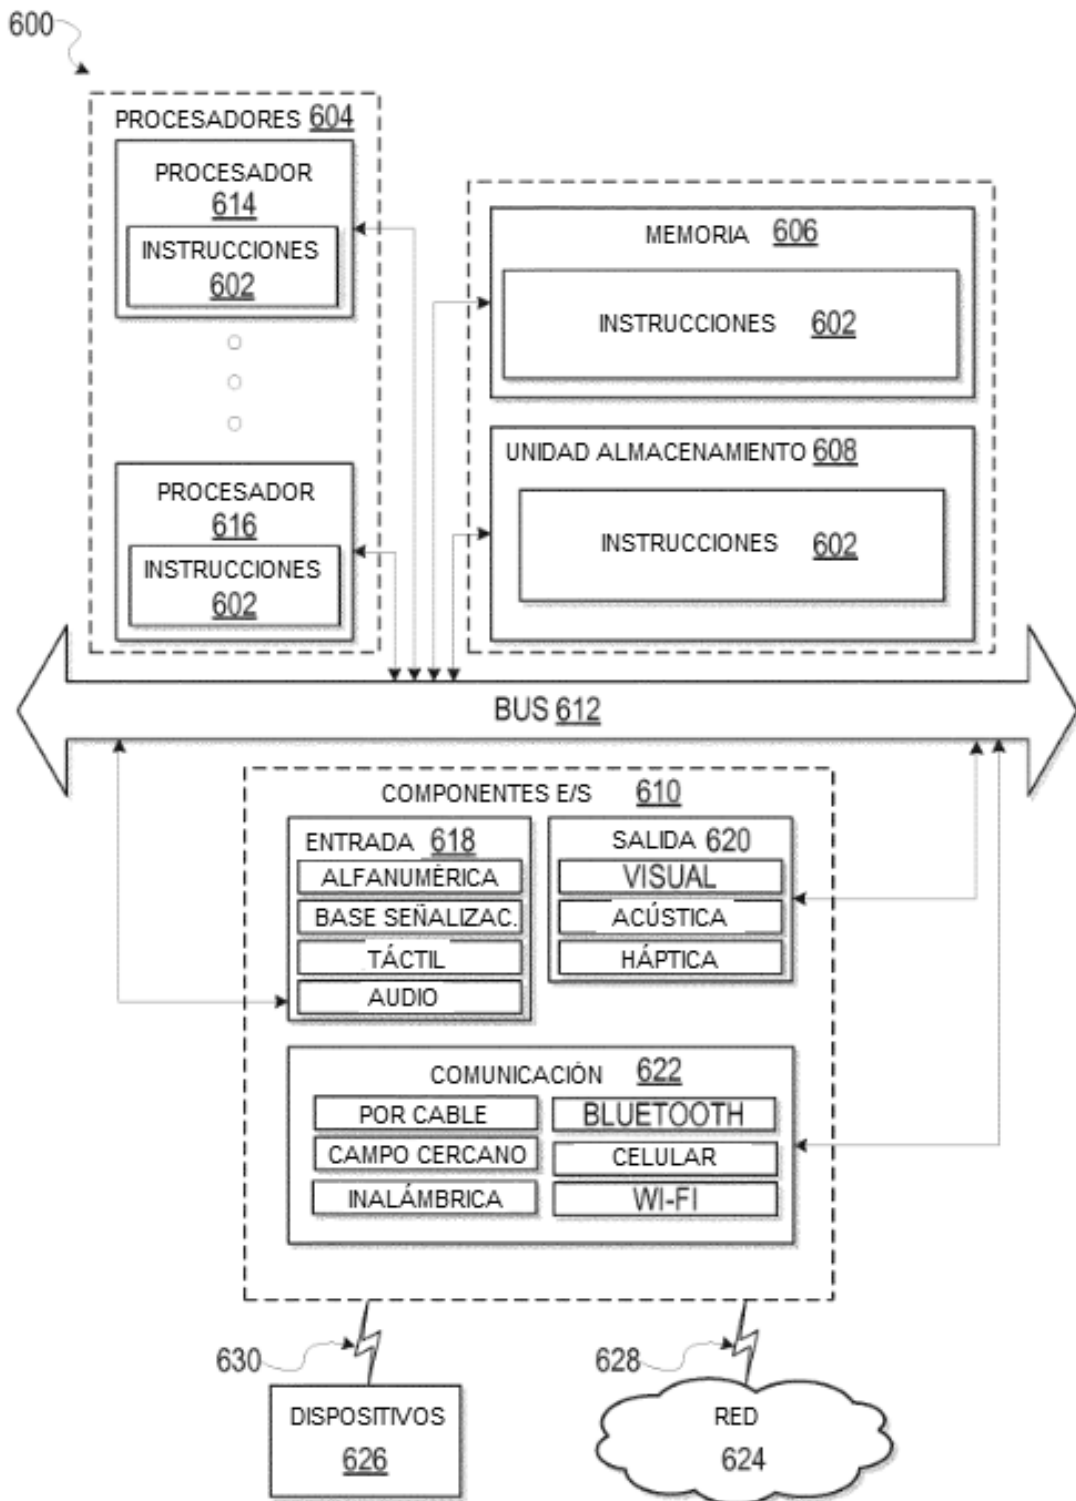 600
PROCESADORES 604
PROCESADOR
614
INSTRUCCIONES
602
PROCESADOR
616
INSTRUCCIONES
602
MEMORIA 606
INSTRUCCIONES 602
UNIDAD ALMACENAMIENTO 608
INSTRUCCIONES 602
BUS 612
COMPONENTES E/S 610
ENTRADA 618
ALFANUMÉRICA
BASE SEÑALIZAC.
TÁCTIL
AUDIO
SALIDA 620
VISUAL
ACÚSTICA
HÁPTICA
COMUNICACIÓN 622
POR CABLE
CAMPO CERCANO
INALÁMBRICA
BLUETOOTH
CELULAR
WI-FI
630
628
DISPOSITIVOS
626
RED
624